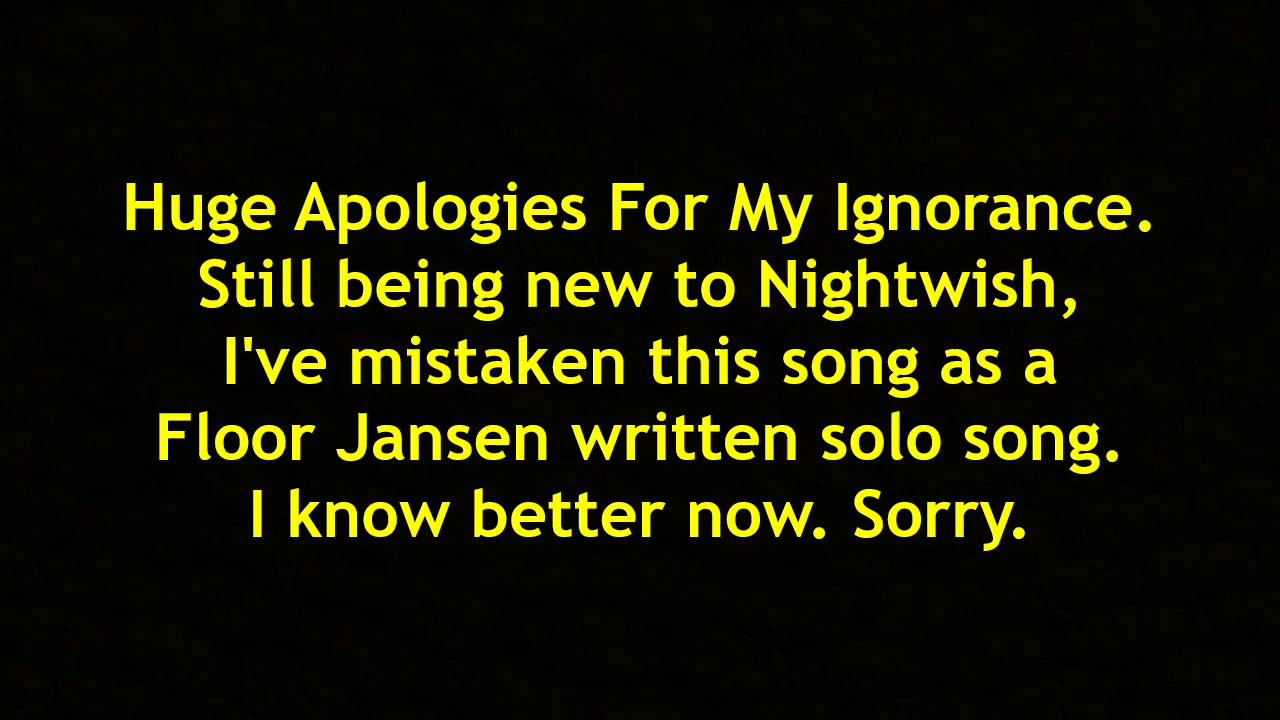 Huge Apologies For My Ignorance.
Still being new to Nightwish,
I've mistaken this song as a
Floor Jansen written solo song.
I know better now. Sorry.